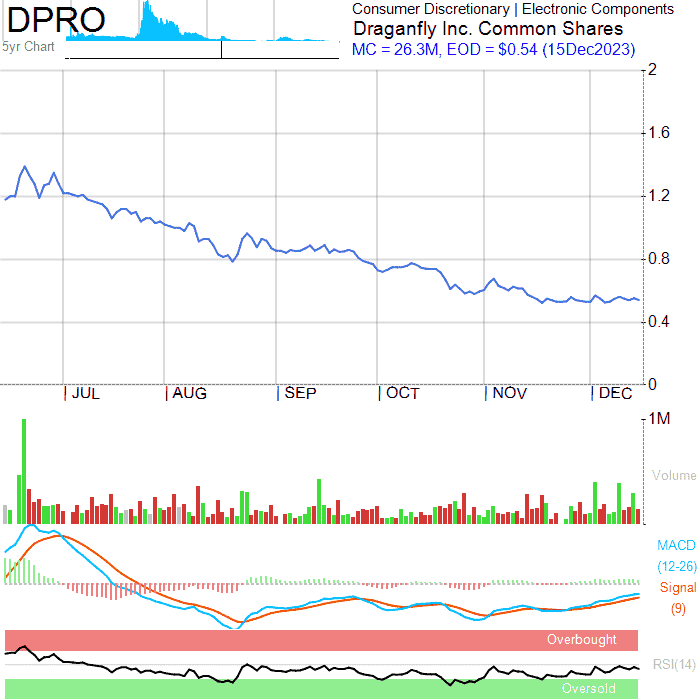 DPRO
5yr Chart
Consumer Discretionary | Electronic Components
Draganfly Inc. Common Shares
MC = 26.3M, EOD = $0.54 (15Dec2023)
2
1.6
1.2
0.8
0.4
0
JUL AUG SEP OCT NOV DEC
1M
Volume
MACD
(12-26)
Signal
(9)
Overbought
RSI(14)
Oversold